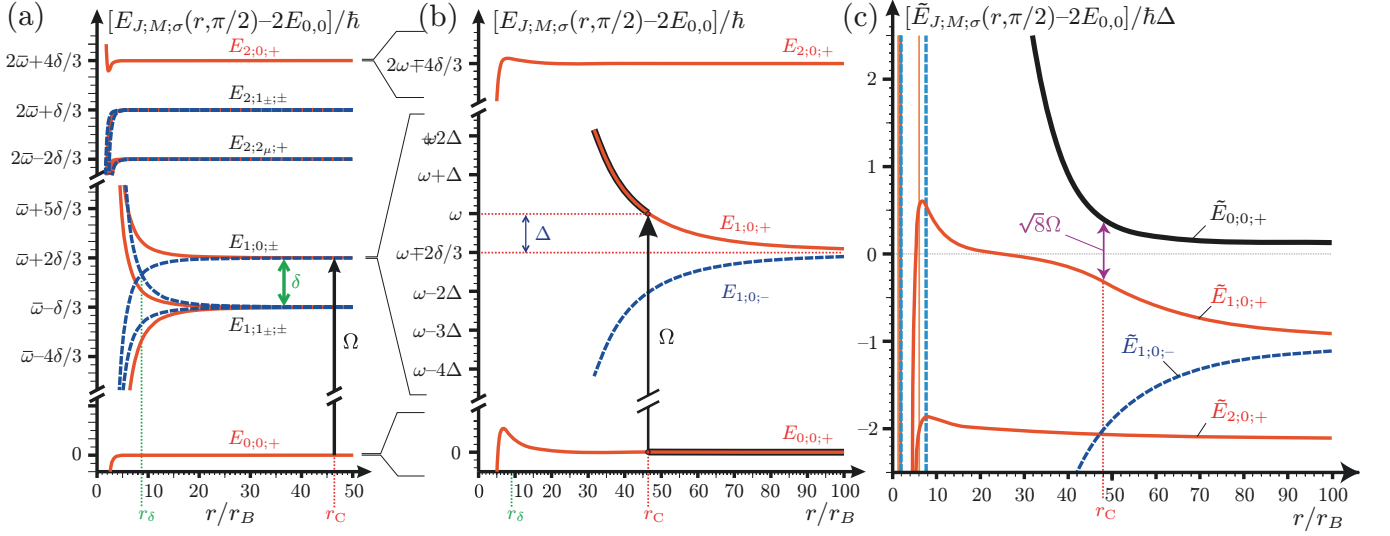 (a)
[E_{J;M;σ}(r,π/2)−2E_{0,0}]/ħ
2ω̄+4δ/3
2ω̄+δ/3
2ω̄−2δ/3
ω̄+5δ/3
ω̄+2δ/3
ω̄−δ/3
ω̄−4δ/3
0
E_{2;0;+}
E_{2;1±;±}
E_{2;2μ;+}
E_{1;0;±}
δ
E_{1;1±;±}
Ω
E_{0;0;+}
0 10 20 30 40 50
r_δ
r/r_B
r_C
(b)
[E_{J;M;σ}(r,π/2)−2E_{0,0}]/ħ
2ω∓4δ/3
ω+2Δ
ω+Δ
ω
ω∓2δ/3
ω−2Δ
ω−3Δ
ω−4Δ
0
E_{2;0;+}
Δ
E_{1;0;+}
E_{1;0;−}
Ω
E_{0;0;+}
0 10 20 30 40 50 60 70 80 90 100
r_δ
r_C
r/r_B
(c)
[Ẽ_{J;M;σ}(r,π/2)−2E_{0,0}]/ħΔ
2
1
0
−1
−2
√8Ω
Ẽ_{0;0;+}
Ẽ_{1;0;+}
Ẽ_{1;0;−}
Ẽ_{2;0;+}
0 10 20 30 40 50 60 70 80 90 100
r_C
r/r_B